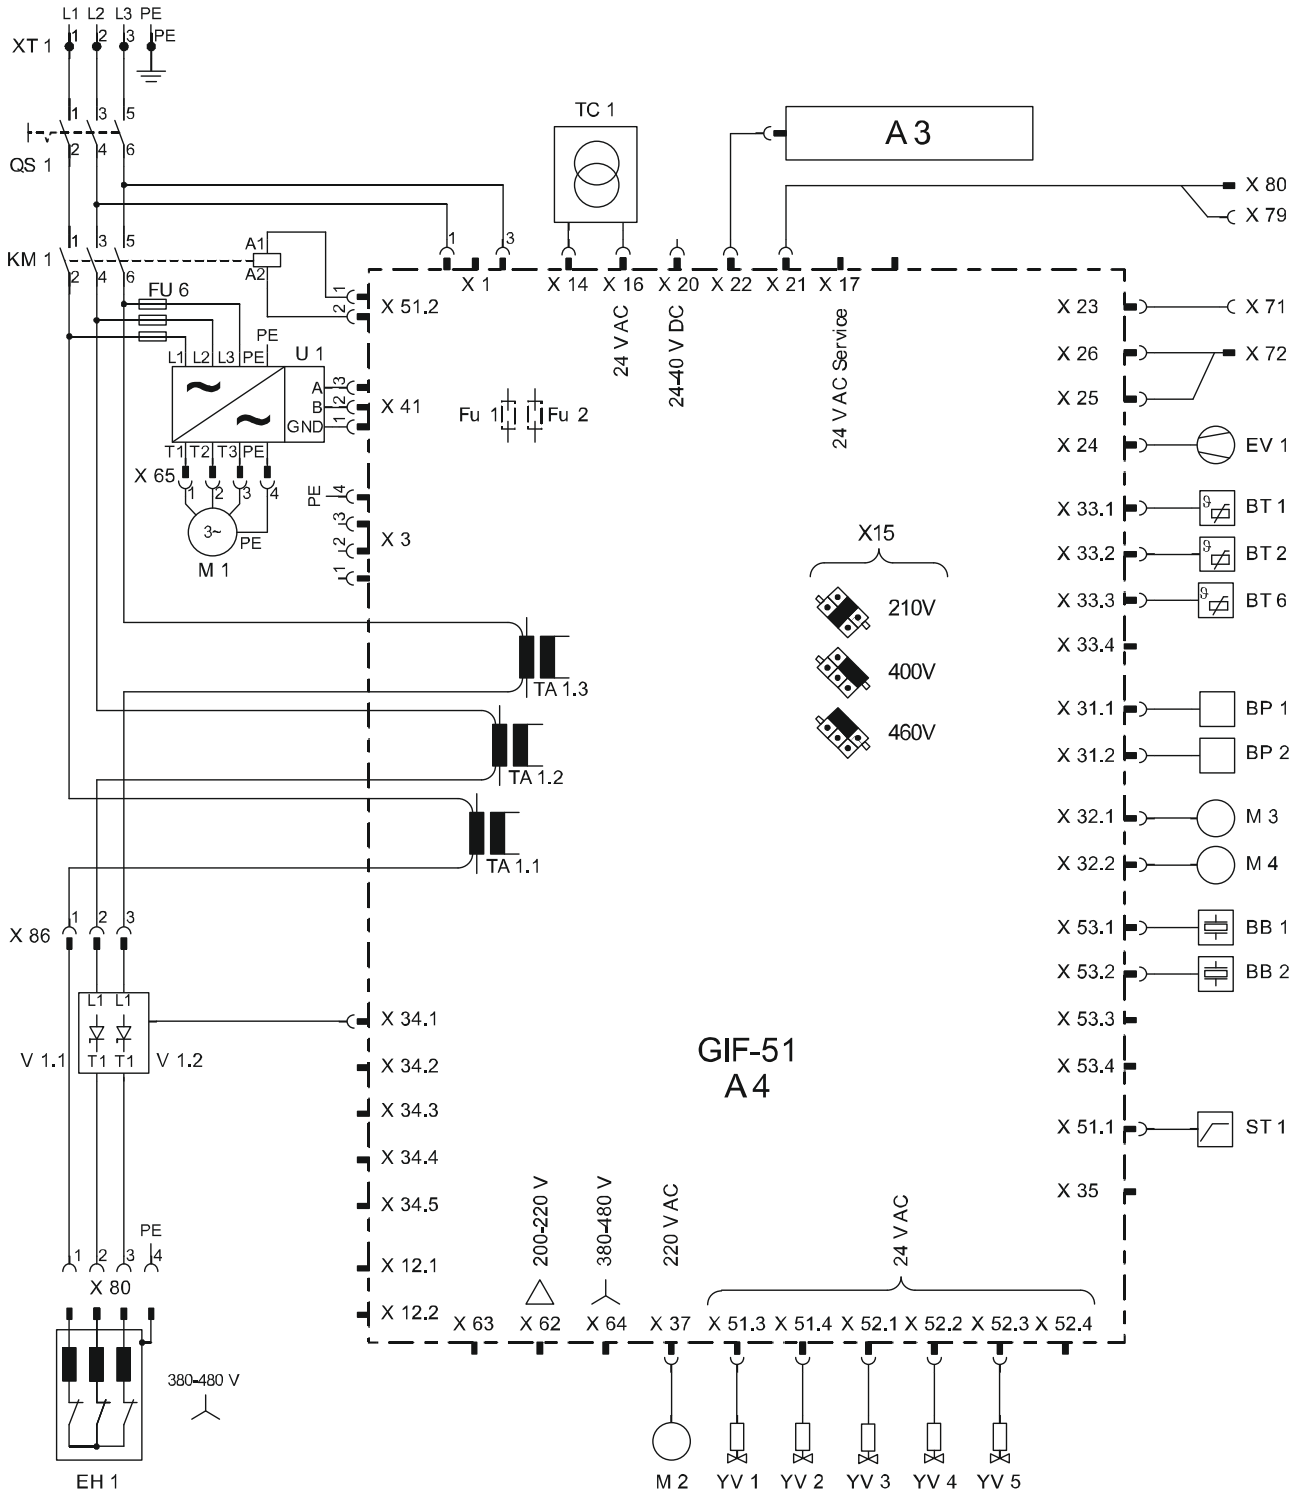 L1 L2 L3 PE
XT 1 1 2 3 PE
TC 1
A 3
1 3 5
2 4 6
QS 1
X 80
X 79
1 3 5
KM 1
2 4 6
A1
A2
1 3
X 1 X 14 X 16 X 20 X 22 X 21 X 17
24 V AC
24-40 V DC
24 V AC Service
FU 6
1
2
X 51.2
X 23 X 71
X 26 X 72
X 25
X 24 EV 1
PE
L1 L2 L3 PE U 1
A 3
B 2
GND 1
X 41
T1 T2 T3 PE
X 65
1 2 3 4
3~
PE
M 1
Fu 1 Fu 2
PE 4
3
2
1
X 3
X15
210V
400V
460V
X 33.1 ϑ BT 1
X 33.2 ϑ BT 2
X 33.3 ϑ BT 6
X 33.4
X 31.1 BP 1
X 31.2 BP 2
X 32.1 M 3
X 32.2 M 4
X 53.1 BB 1
X 53.2 BB 2
X 53.3
X 53.4
X 51.1 ST 1
X 35
TA 1.3
TA 1.2
TA 1.1
X 86
1 2 3
L1 L1
V 1.1 T1 T1 V 1.2
X 34.1
X 34.2
X 34.3
X 34.4
X 34.5
X 12.1
X 12.2
GIF-51
A 4
200-220 V
380-480 V
220 V AC
24 V AC
X 63 X 62 X 64 X 37 X 51.3 X 51.4 X 52.1 X 52.2 X 52.3 X 52.4
PE
1 2 3 4
X 80
380-480 V
EH 1
M 2 YV 1 YV 2 YV 3 YV 4 YV 5